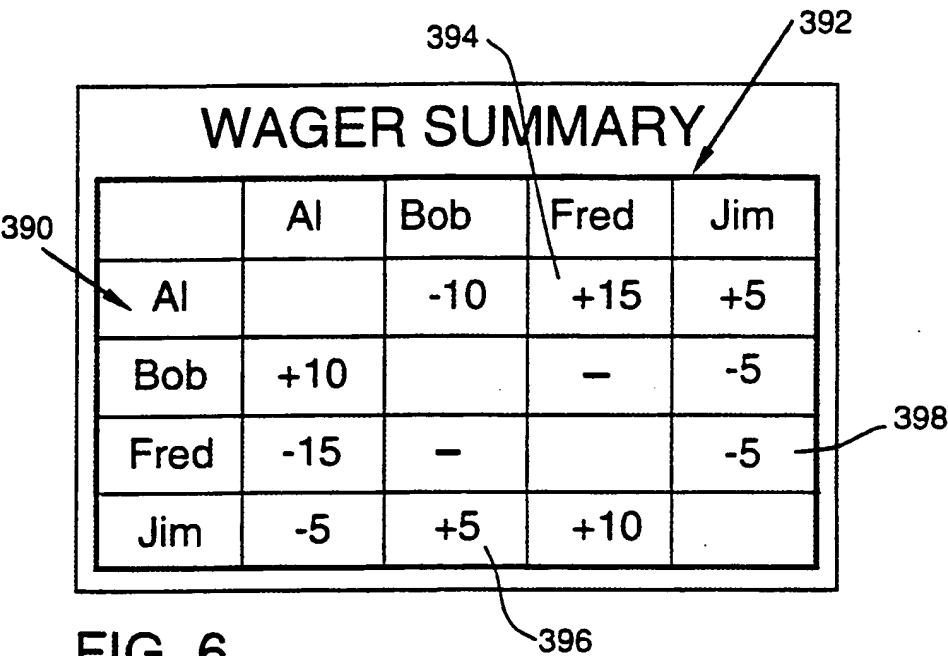 394
392
WAGER SUMMARY
Al Bob Fred Jim
390
Al -10 +15 +5
Bob +10 – -5
398
Fred -15 – -5
Jim -5 +5 +10
396
FIG. 6